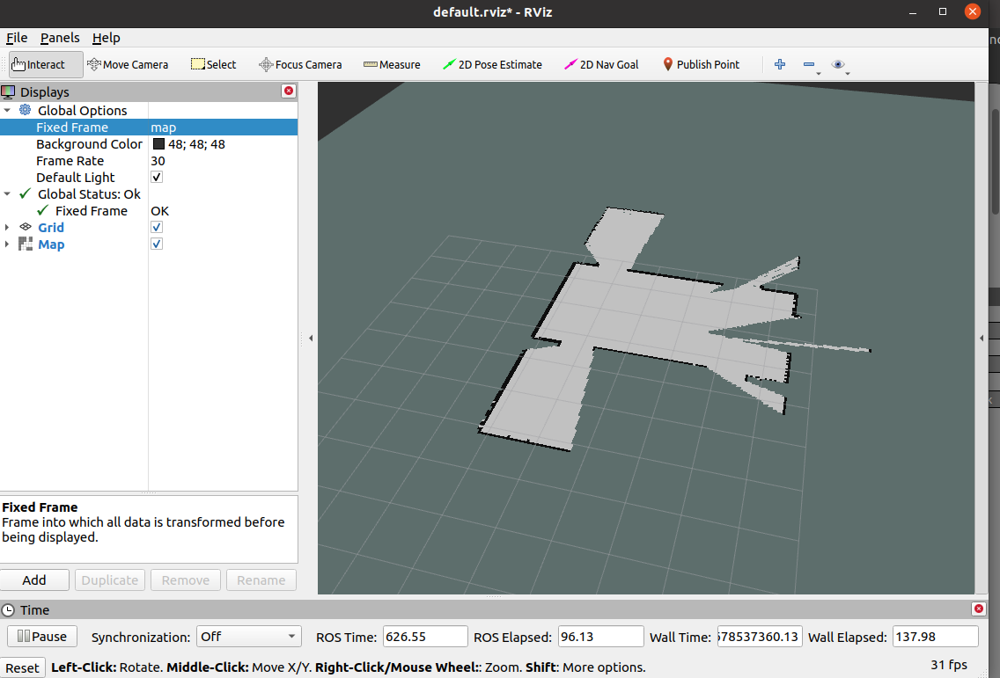 default.rviz* - RViz
File Panels Help
Interact Move Camera Select Focus Camera Measure 2D Pose Estimate 2D Nav Goal Publish Point
Displays
Global Options
Fixed Frame map
Background Color 48; 48; 48
Frame Rate 30
Default Light
Global Status: Ok
Fixed Frame OK
Grid
Map
Fixed Frame
Frame into which all data is transformed before
being displayed.
Add Duplicate Remove Rename
Time
Pause Synchronization: Off ROS Time: 626.55 ROS Elapsed: 96.13 Wall Time: 578537360.13 Wall Elapsed: 137.98
Reset Left-Click: Rotate. Middle-Click: Move X/Y. Right-Click/Mouse Wheel:: Zoom. Shift: More options. 31 fps